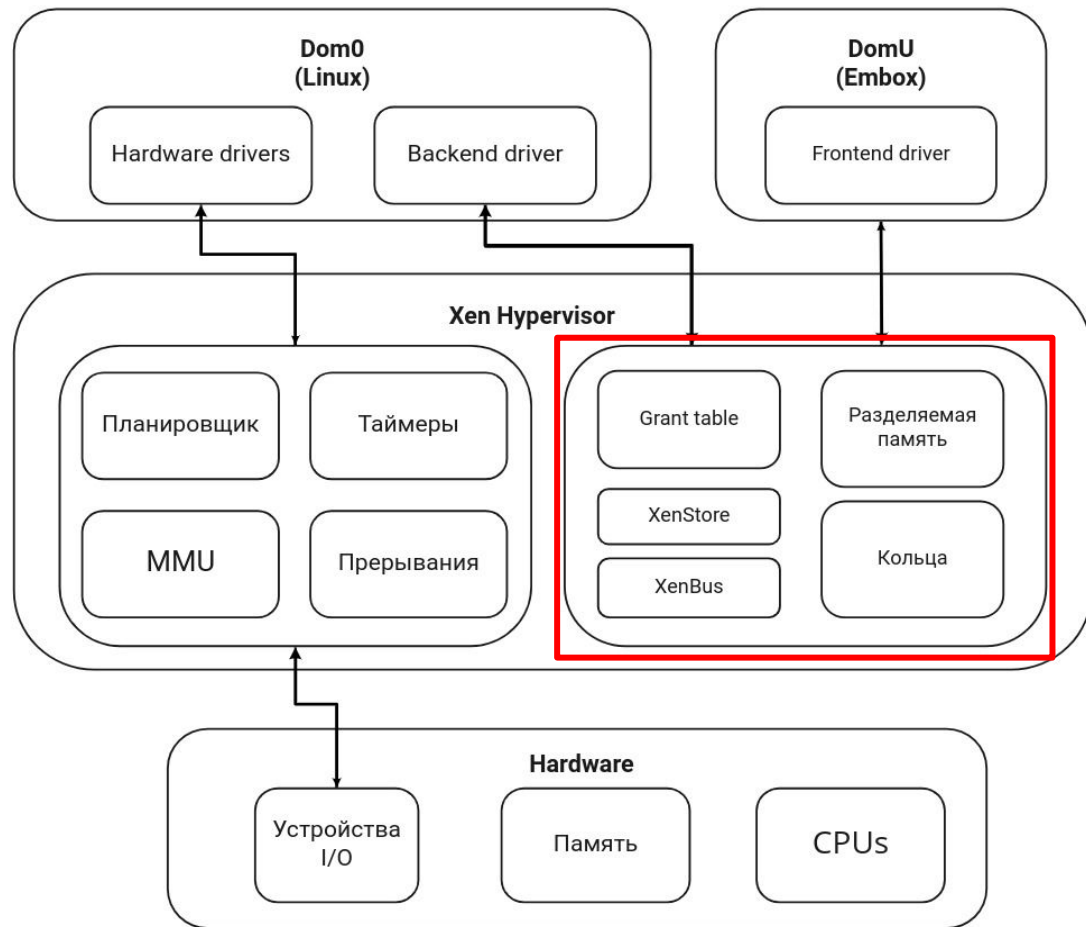 Dom0
(Linux)
Hardware drivers
Backend driver
DomU
(Embox)
Frontend driver
Xen Hypervisor
Планировщик
Таймеры
MMU
Прерывания
Grant table
Разделяемая
память
XenStore
XenBus
Кольца
Hardware
Устройства
I/O
Память
CPUs